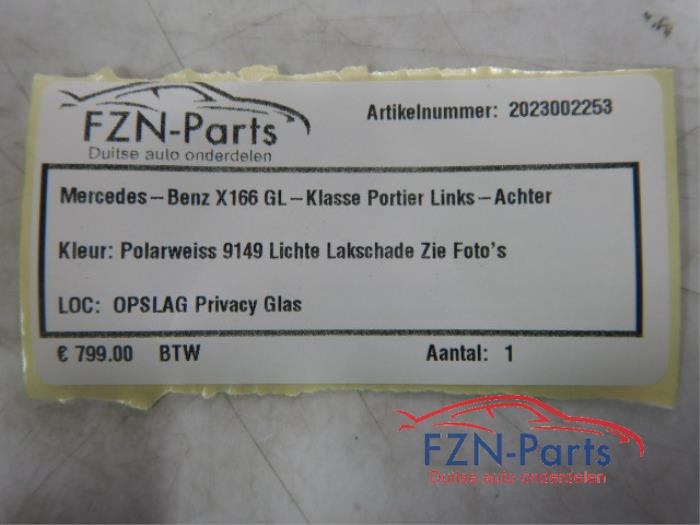 FZN-Parts
Duitse auto onderdelen
Artikelnummer: 2023002253
Mercedes-Benz X166 GL-Klasse Portier Links-Achter
Kleur: Polarweiss 9149 Lichte Lakschade Zie Foto's
LOC: OPSLAG Privacy Glas
€ 799.00 BTW Aantal: 1
FZN-Parts
Duitse auto onderdelen